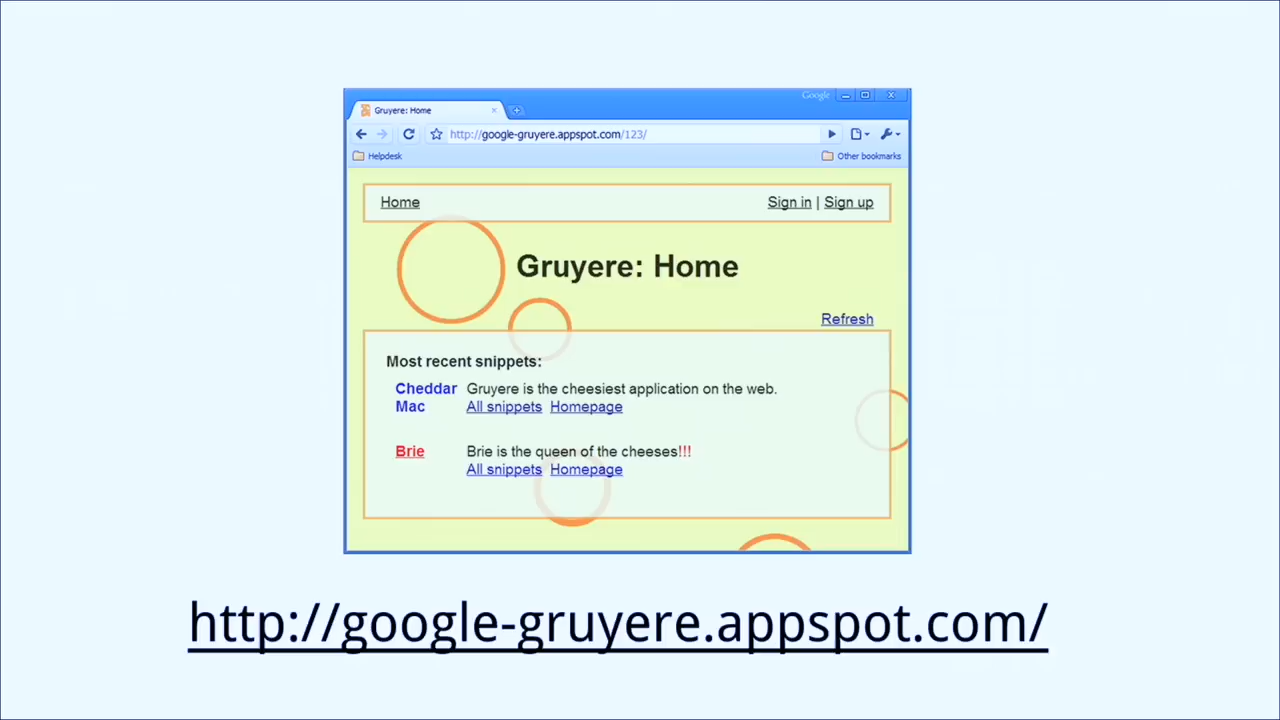 Google
Gruyere: Home
http://google-gruyere.appspot.com/123/
Helpdesk
Other bookmarks
Home
Sign in | Sign up
Gruyere: Home
Refresh
Most recent snippets:
Cheddar Gruyere is the cheesiest application on the web.
Mac All snippets Homepage
Brie Brie is the queen of the cheeses!!!
All snippets Homepage
http://google-gruyere.appspot.com/